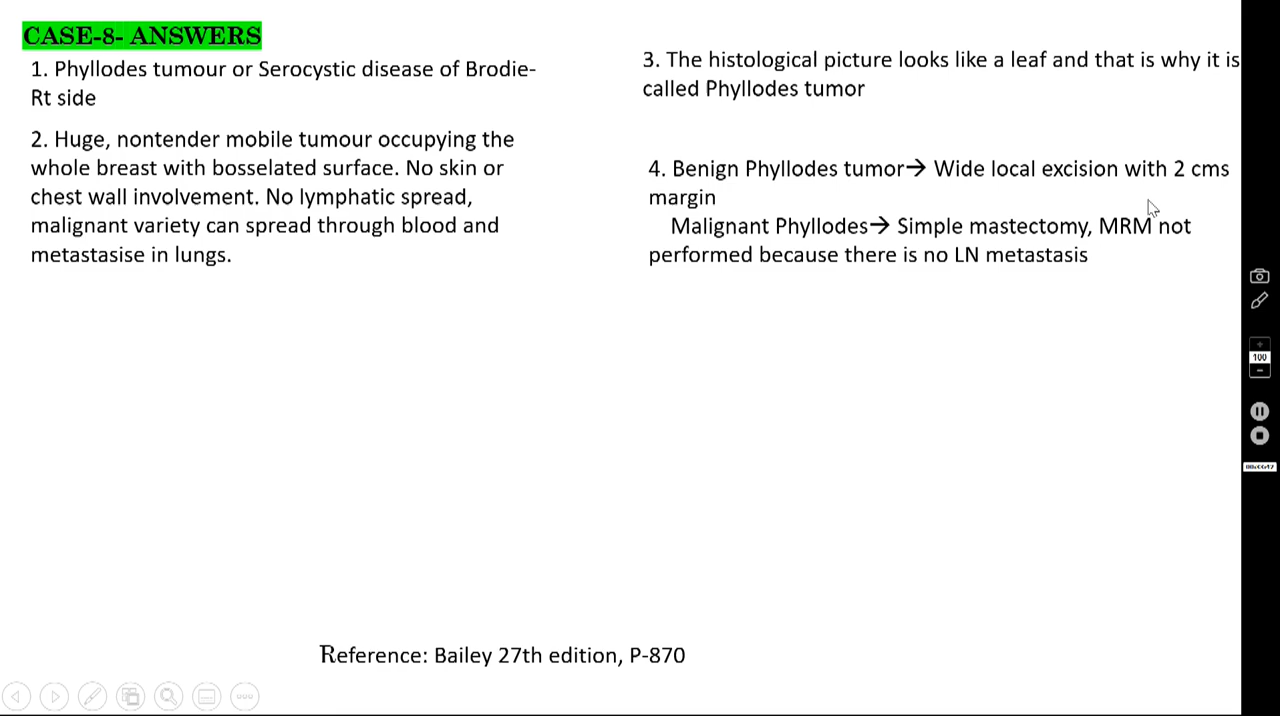 CASE-8- ANSWERS
1. Phyllodes tumour or Serocystic disease of Brodie-
Rt side
2. Huge, nontender mobile tumour occupying the
whole breast with bosselated surface. No skin or
chest wall involvement. No lymphatic spread,
malignant variety can spread through blood and
metastasise in lungs.
3. The histological picture looks like a leaf and that is why it is
called Phyllodes tumor
4. Benign Phyllodes tumor→ Wide local excision with 2 cms
margin
Malignant Phyllodes→ Simple mastectomy, MRM not
performed because there is no LN metastasis
Reference: Bailey 27th edition, P-870
100